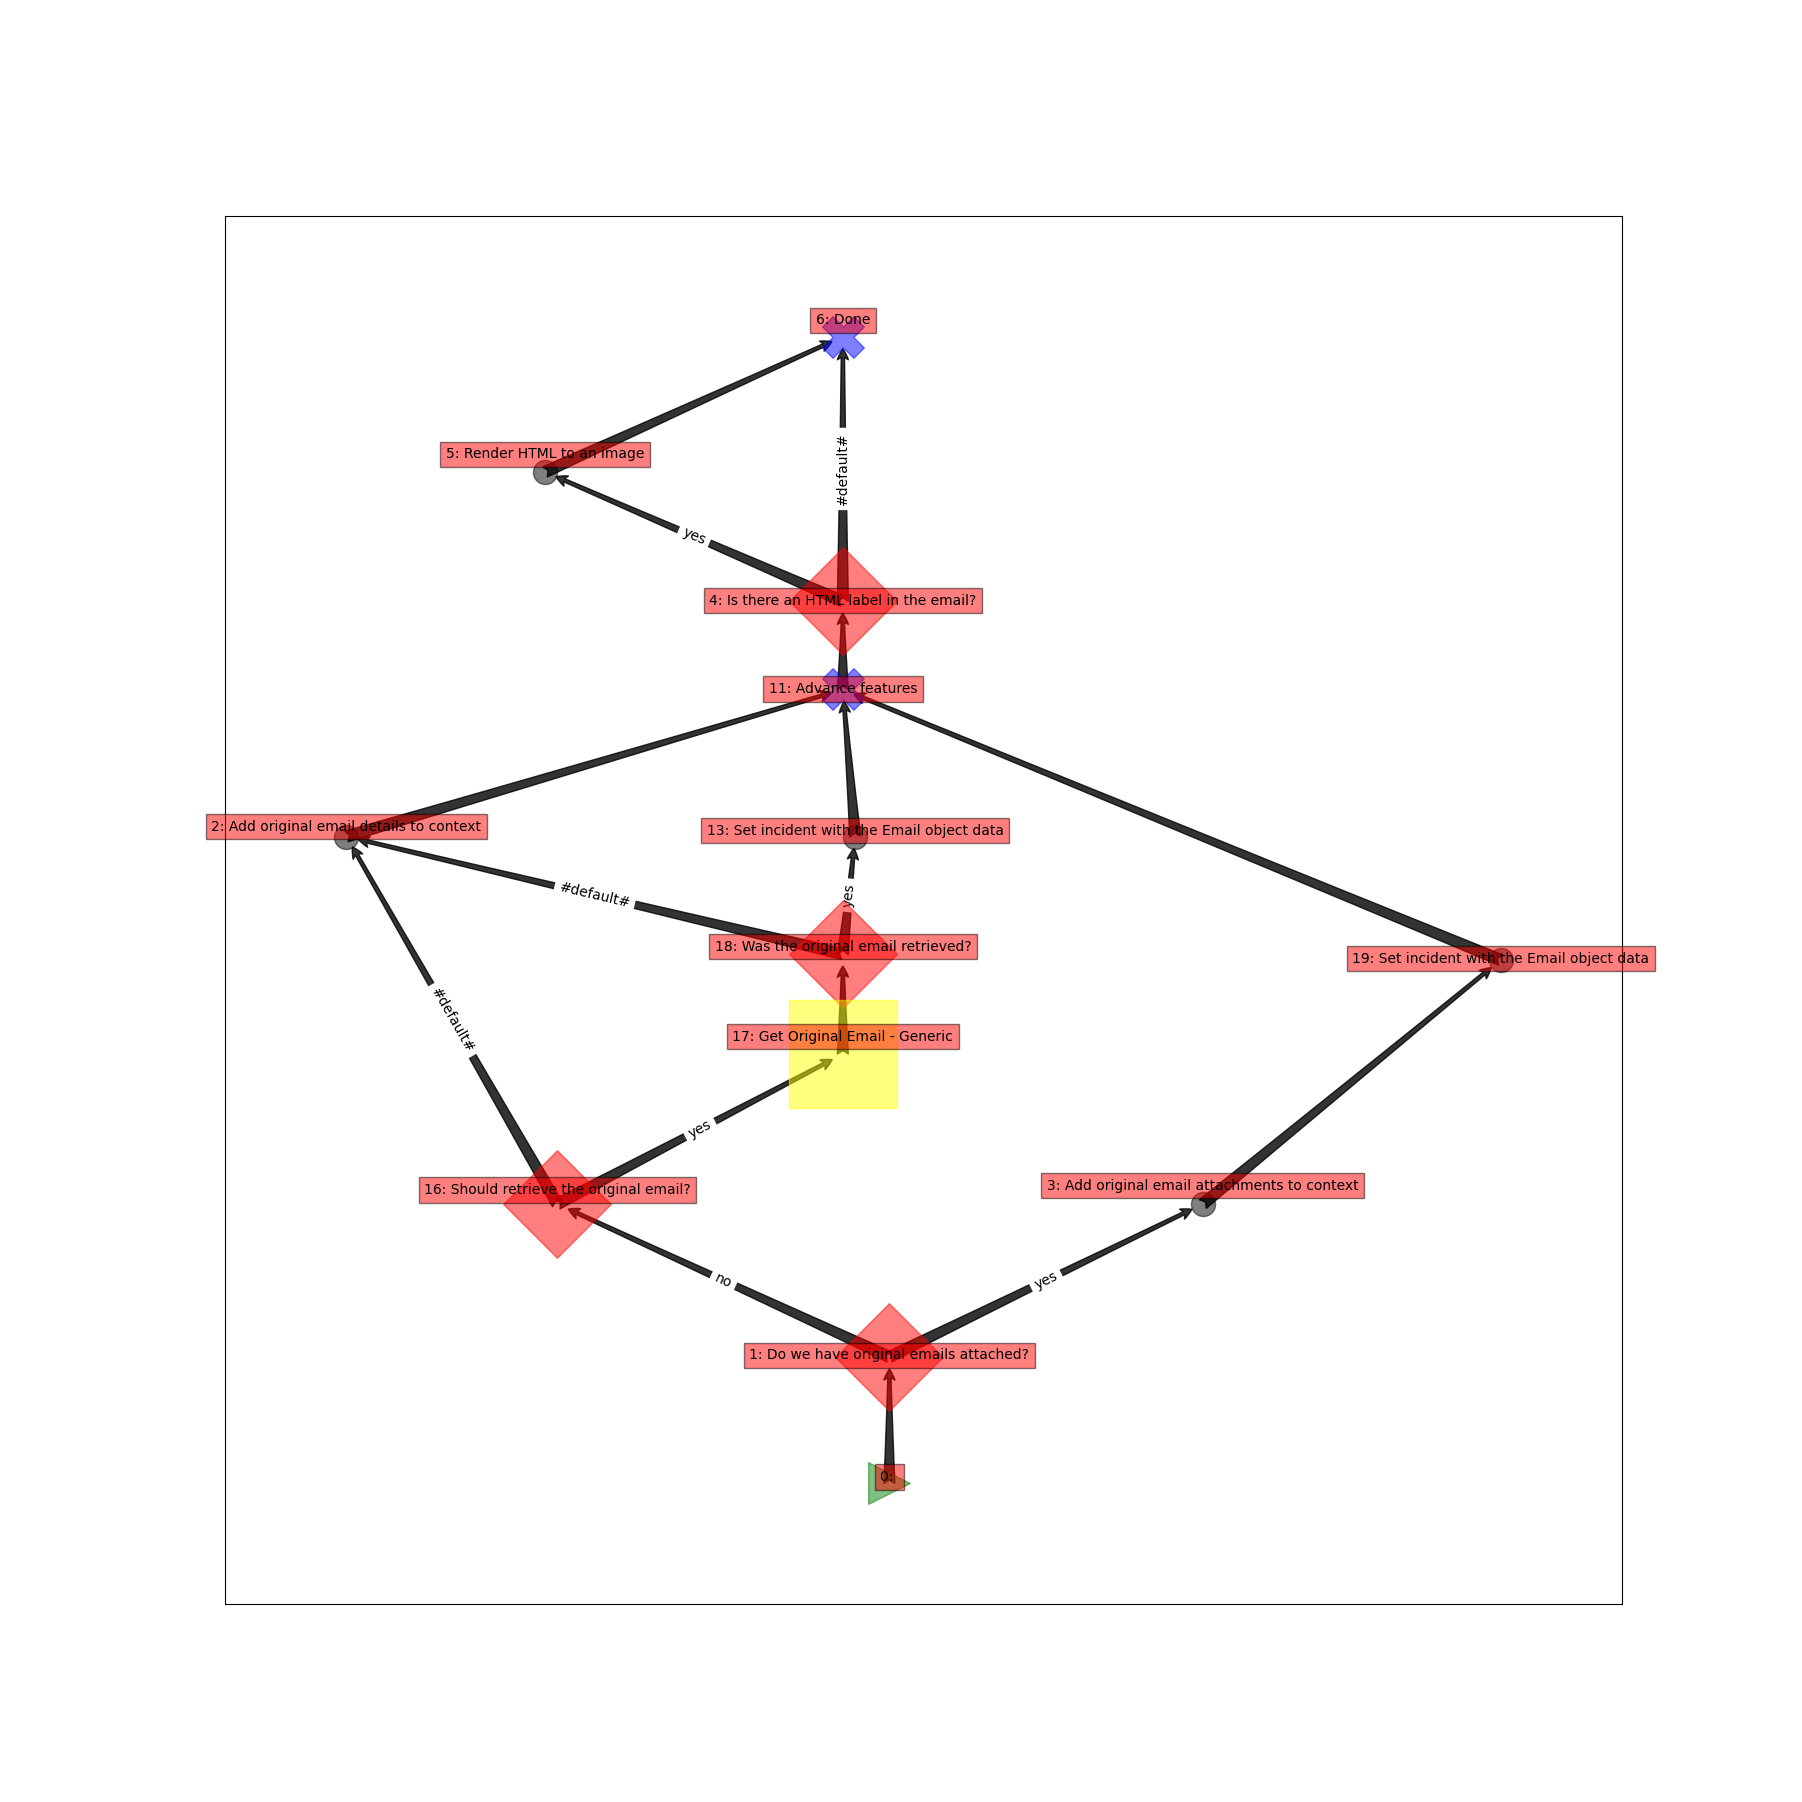 6: Done
5: Render HTML to an image
#default#
yes
4: Is there an HTML label in the email?
11: Advance features
2: Add original email details to context
13: Set incident with the Email object data
#default#
yes
18: Was the original email retrieved?
19: Set incident with the Email object data
#default#
17: Get Original Email - Generic
yes
16: Should retrieve the original email?
3: Add original email attachments to context
no
yes
1: Do we have original emails attached?
0: